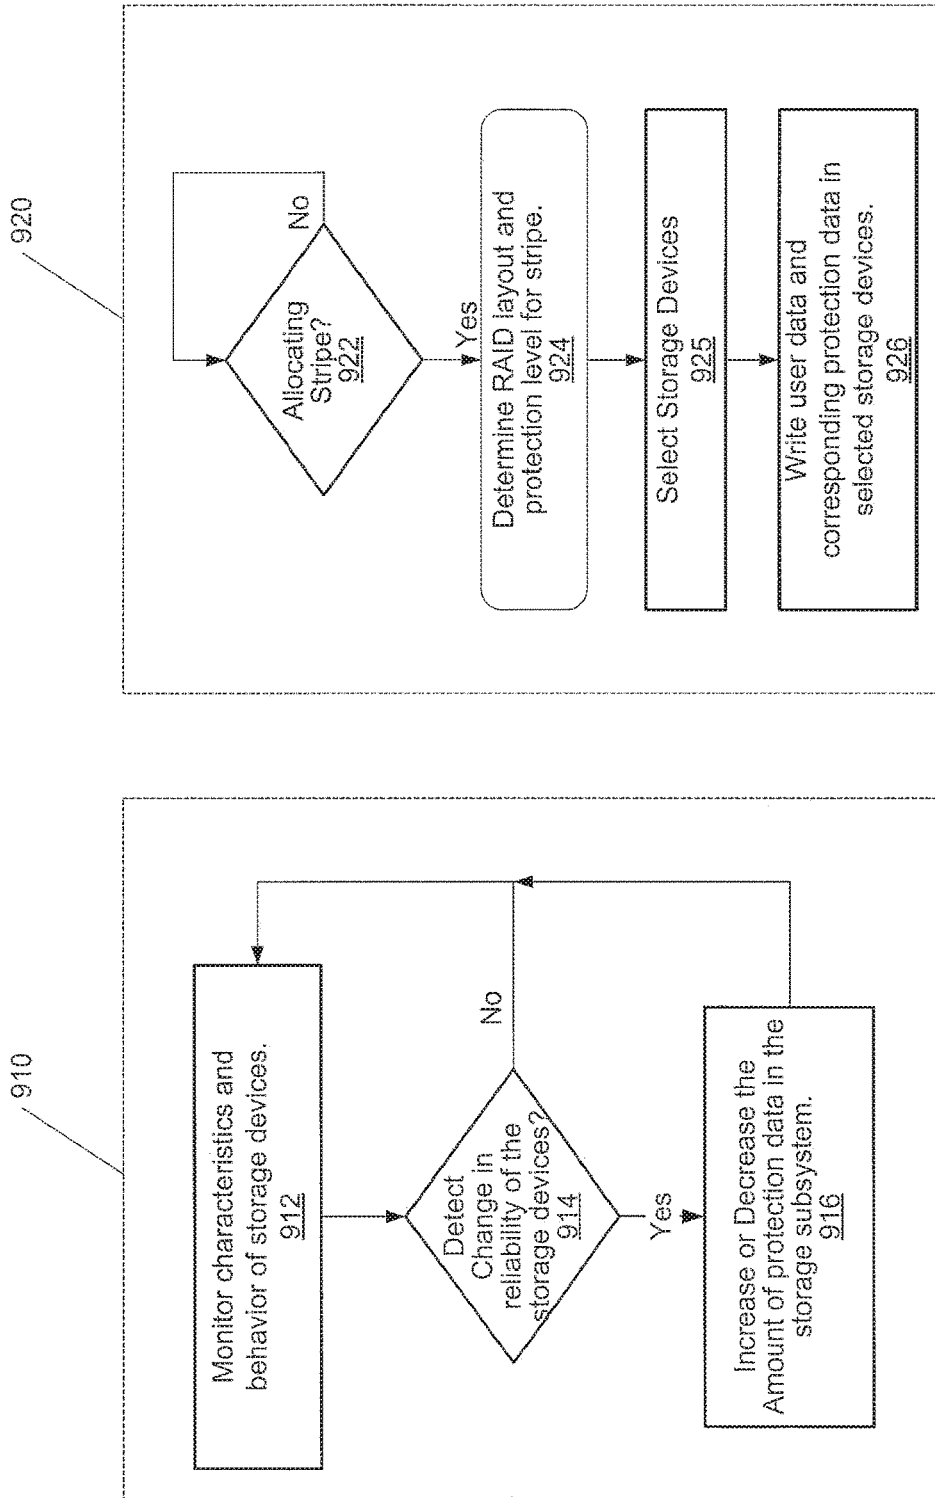 910
Monitor characteristics and
behavior of storage devices.
912
Detect
Change in
reliability of the
storage devices?
914
No
Yes
Increase or Decrease the
Amount of protection data in the
storage subsystem.
916
920
Allocating
Stripe?
922
No
Yes
Determine RAID layout and
protection level for stripe.
924
Select Storage Devices
925
Write user data and
corresponding protection data in
selected storage devices.
926